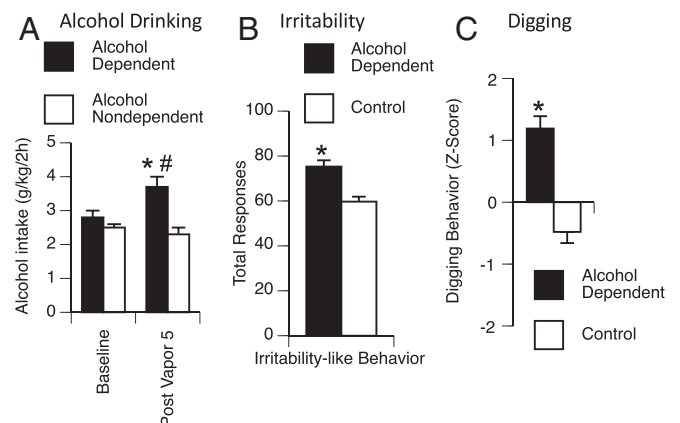 A Alcohol Drinking
Alcohol
Dependent
Alcohol
Nondependent
Alcohol intake (g/kg/2h)
5
4
3
2
1
0
* #
Baseline
Post Vapor 5
B Irritability
Alcohol
Dependent
Control
Total Responses
100
80
60
40
20
0
*
Irritability-like Behavior
C Digging
Digging Behavior (Z-Score)
2
1
0
-1
-2
*
Alcohol
Dependent
Control